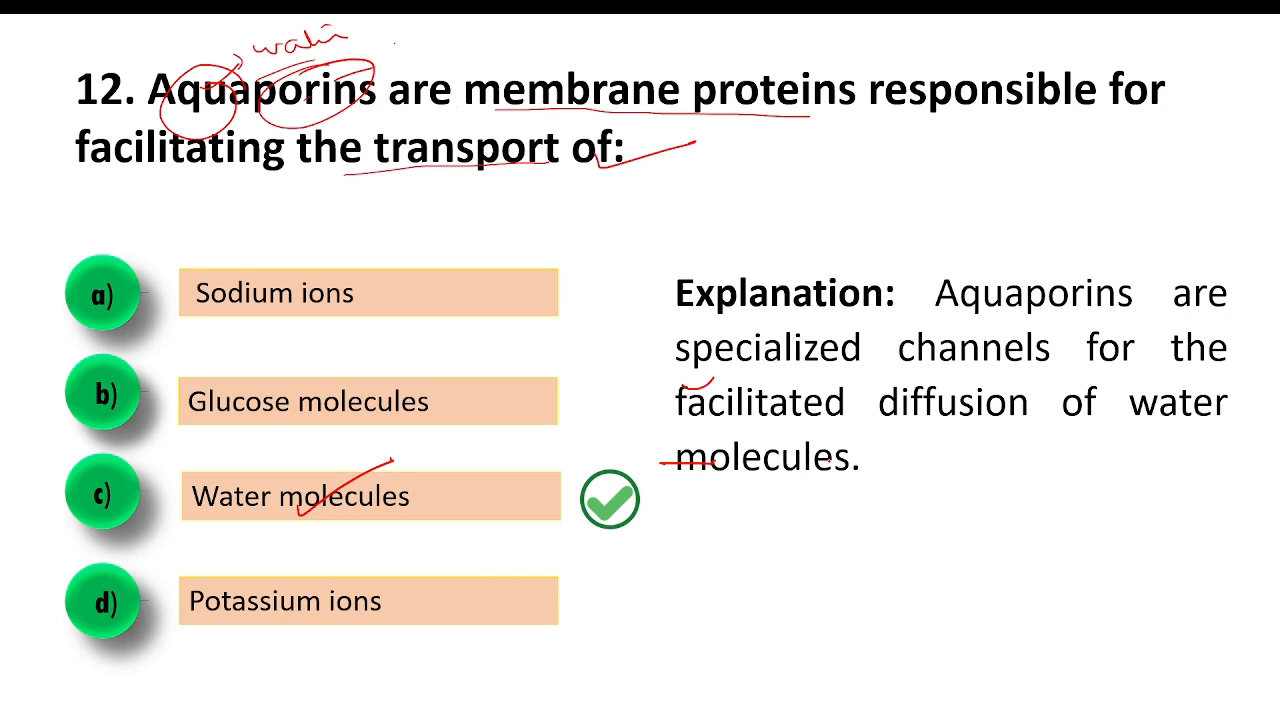 water
12. Aquaporins are membrane proteins responsible for
facilitating the transport of:
a) Sodium ions
b) Glucose molecules
c) Water molecules
d) Potassium ions
Explanation: Aquaporins are
specialized channels for the
facilitated diffusion of water
molecules.